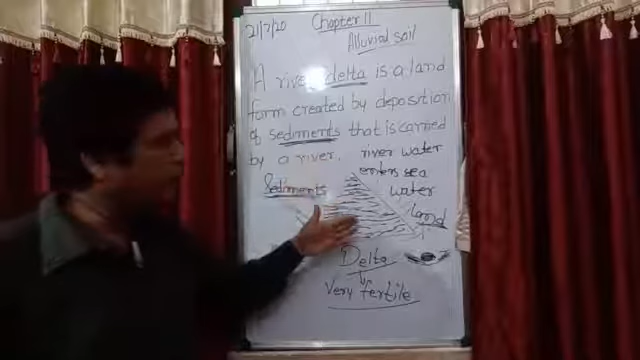 21/7/20 Chapter 11
Alluvial soil
A river delta is a land
form created by deposition
of sediments that is carried
by a river.
river water
enters sea
water
Sediments
land
Delta
Very fertile